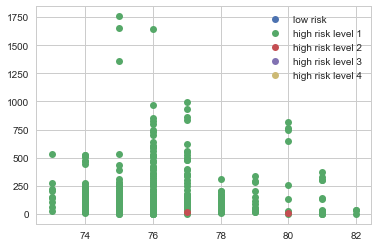 1750
1500
1250
1000
750
500
250
0
74
76
78
80
82
low risk
high risk level 1
high risk level 2
high risk level 3
high risk level 4